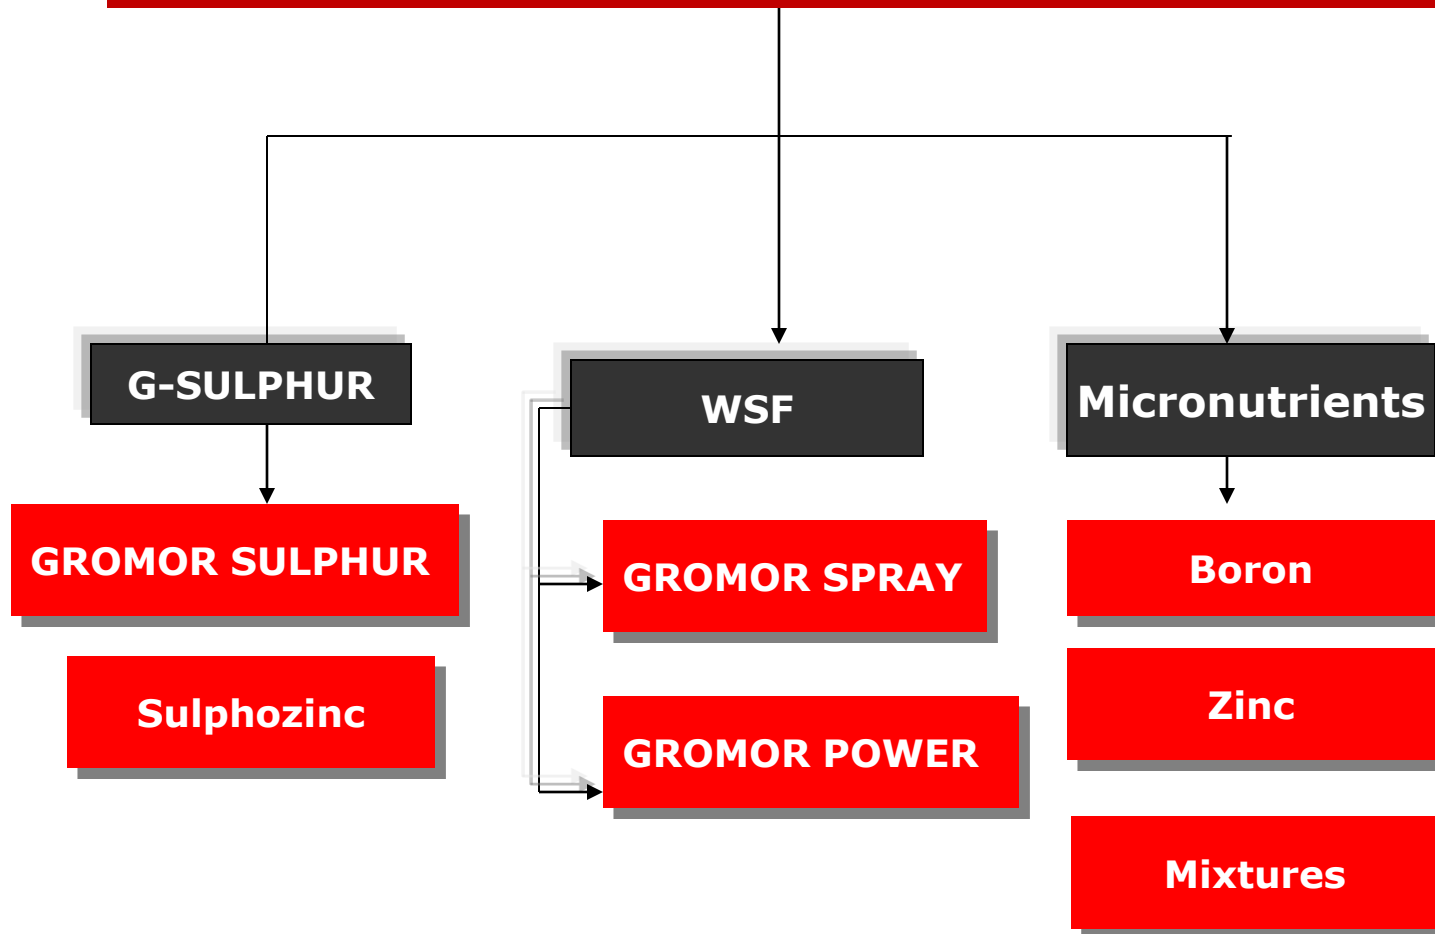 G-SULPHUR
WSF
Micronutrients
GROMOR SULPHUR
GROMOR SPRAY
Boron
Sulphozinc
Zinc
GROMOR POWER
Mixtures